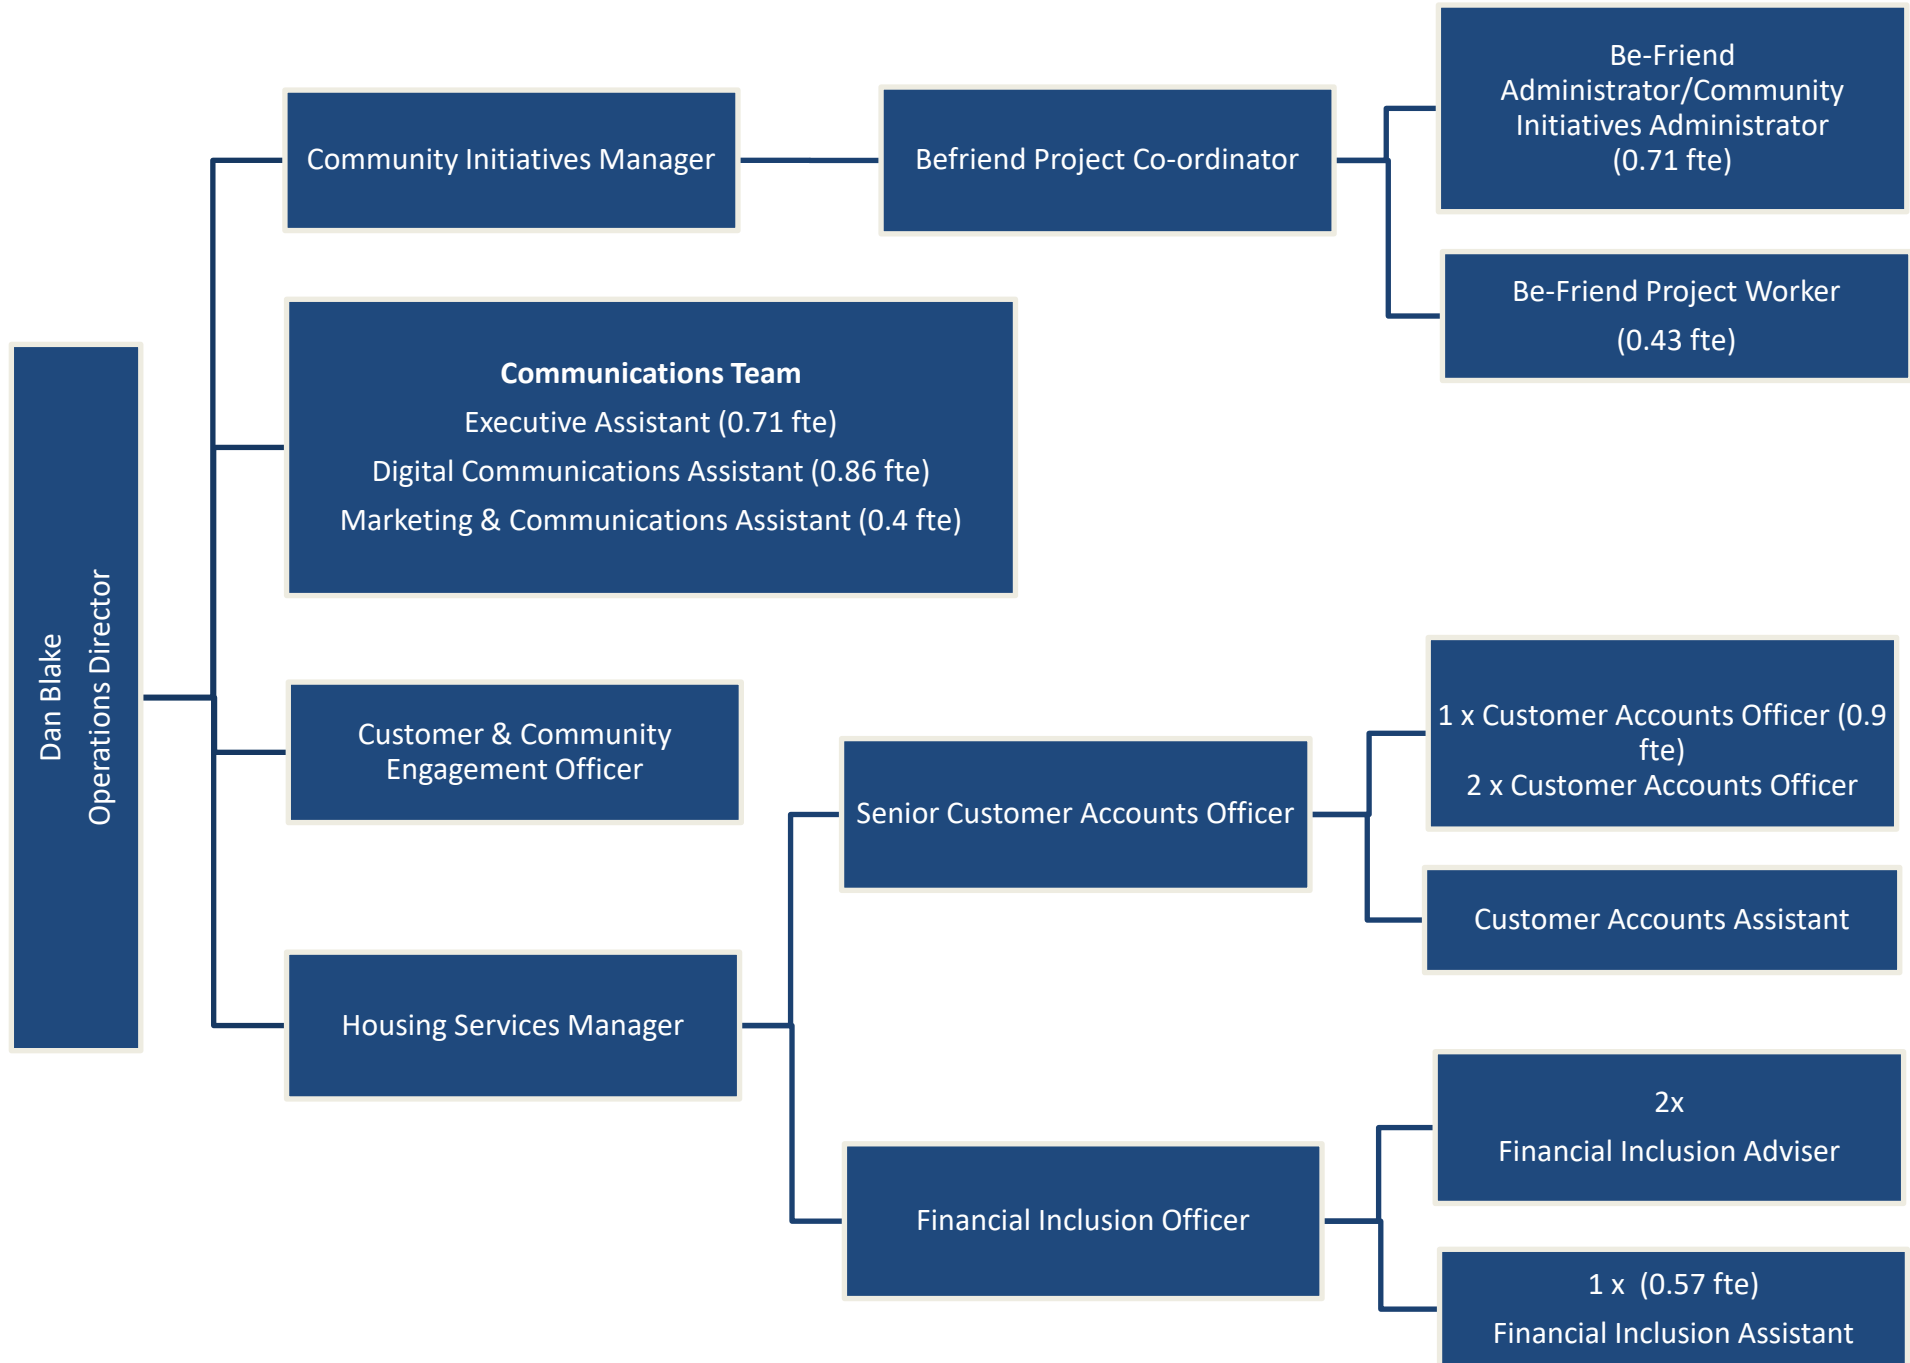 Dan Blake
Operations Director
Community Initiatives Manager
Befriend Project Co-ordinator
Be-Friend
Administrator/Community
Initiatives Administrator
(0.71 fte)
Be-Friend Project Worker
(0.43 fte)
Communications Team
Executive Assistant (0.71 fte)
Digital Communications Assistant (0.86 fte)
Marketing & Communications Assistant (0.4 fte)
Customer & Community
Engagement Officer
Housing Services Manager
Senior Customer Accounts Officer
1 x Customer Accounts Officer (0.9
fte)
2 x Customer Accounts Officer
Customer Accounts Assistant
Financial Inclusion Officer
2x
Financial Inclusion Adviser
1 x  (0.57 fte)
Financial Inclusion Assistant